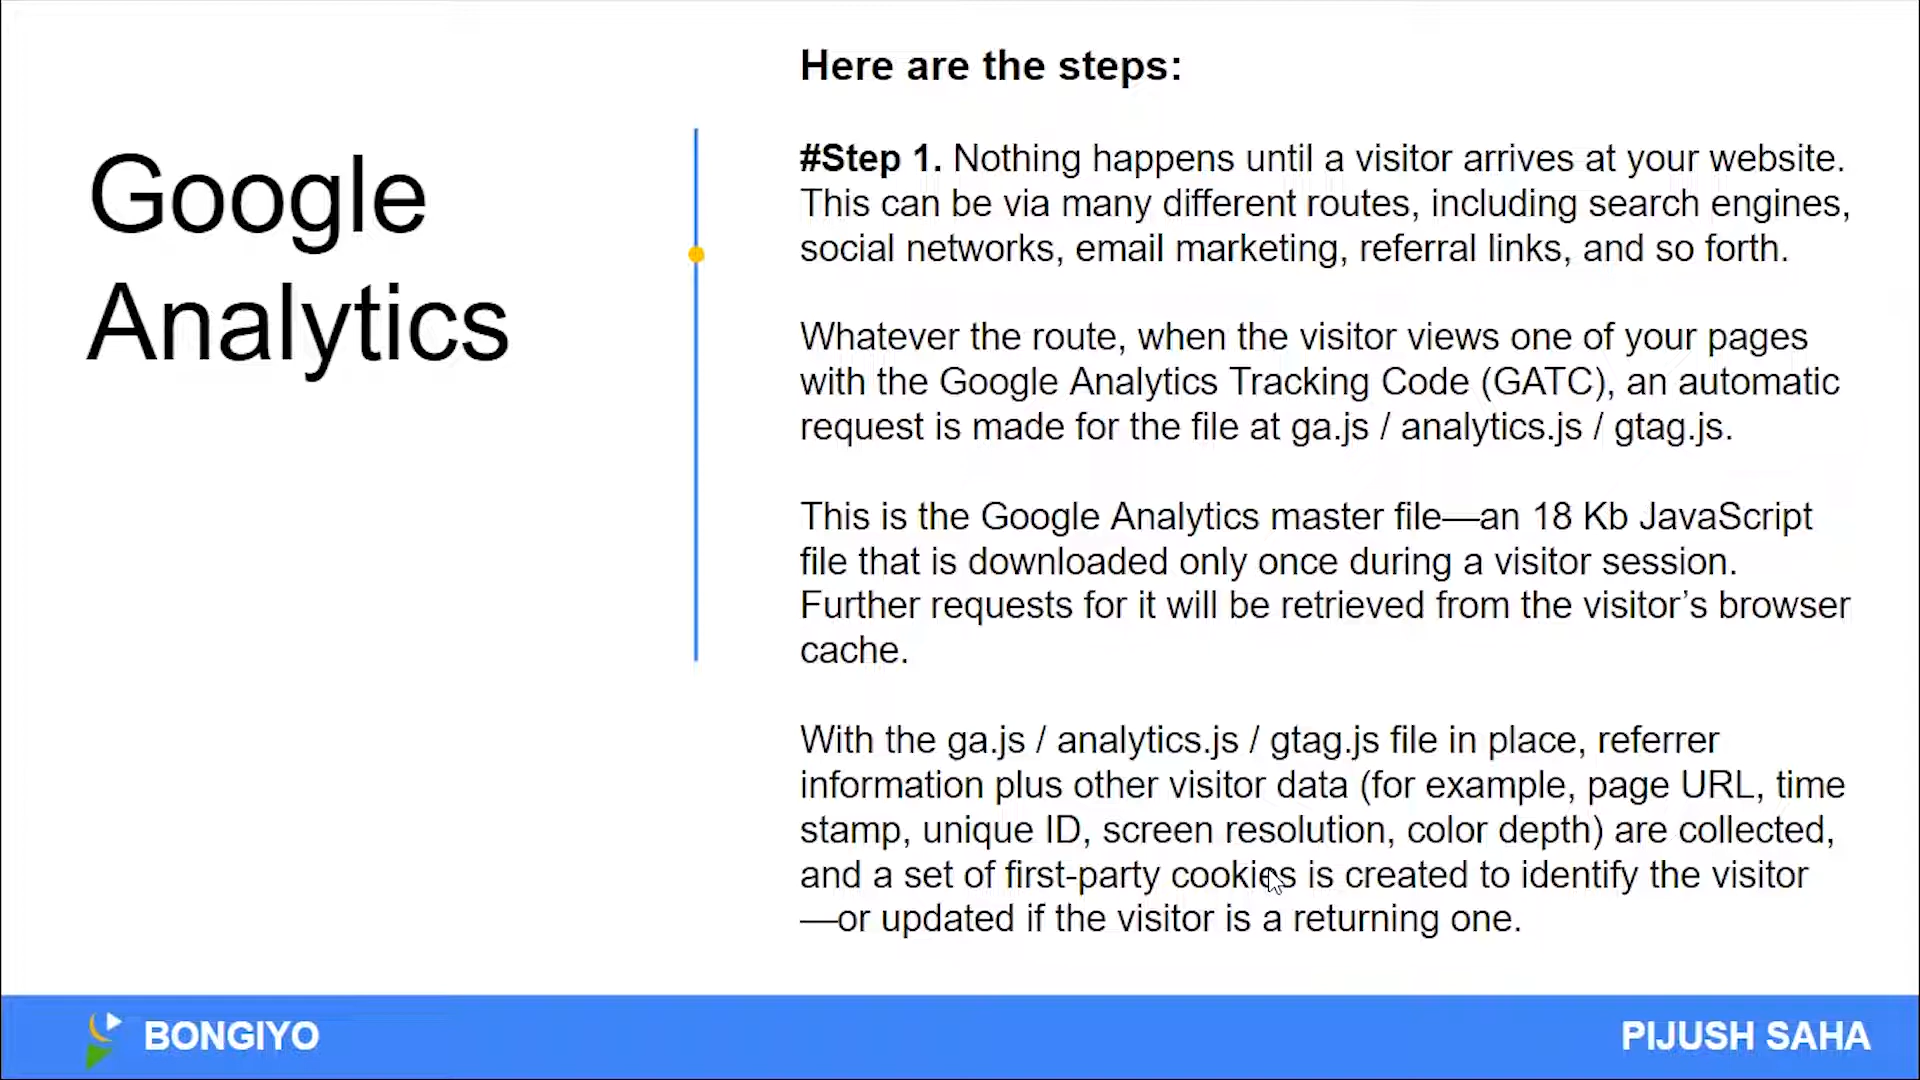 Google
Analytics
Here are the steps:
#Step 1. Nothing happens until a visitor arrives at your website.
This can be via many different routes, including search engines,
social networks, email marketing, referral links, and so forth.
Whatever the route, when the visitor views one of your pages
with the Google Analytics Tracking Code (GATC), an automatic
request is made for the file at ga.js / analytics.js / gtag.js.
This is the Google Analytics master file—an 18 Kb JavaScript
file that is downloaded only once during a visitor session.
Further requests for it will be retrieved from the visitor’s browser
cache.
With the ga.js / analytics.js / gtag.js file in place, referrer
information plus other visitor data (for example, page URL, time
stamp, unique ID, screen resolution, color depth) are collected,
and a set of first-party cookies is created to identify the visitor
—or updated if the visitor is a returning one.
BONGIYO
PIJUSH SAHA